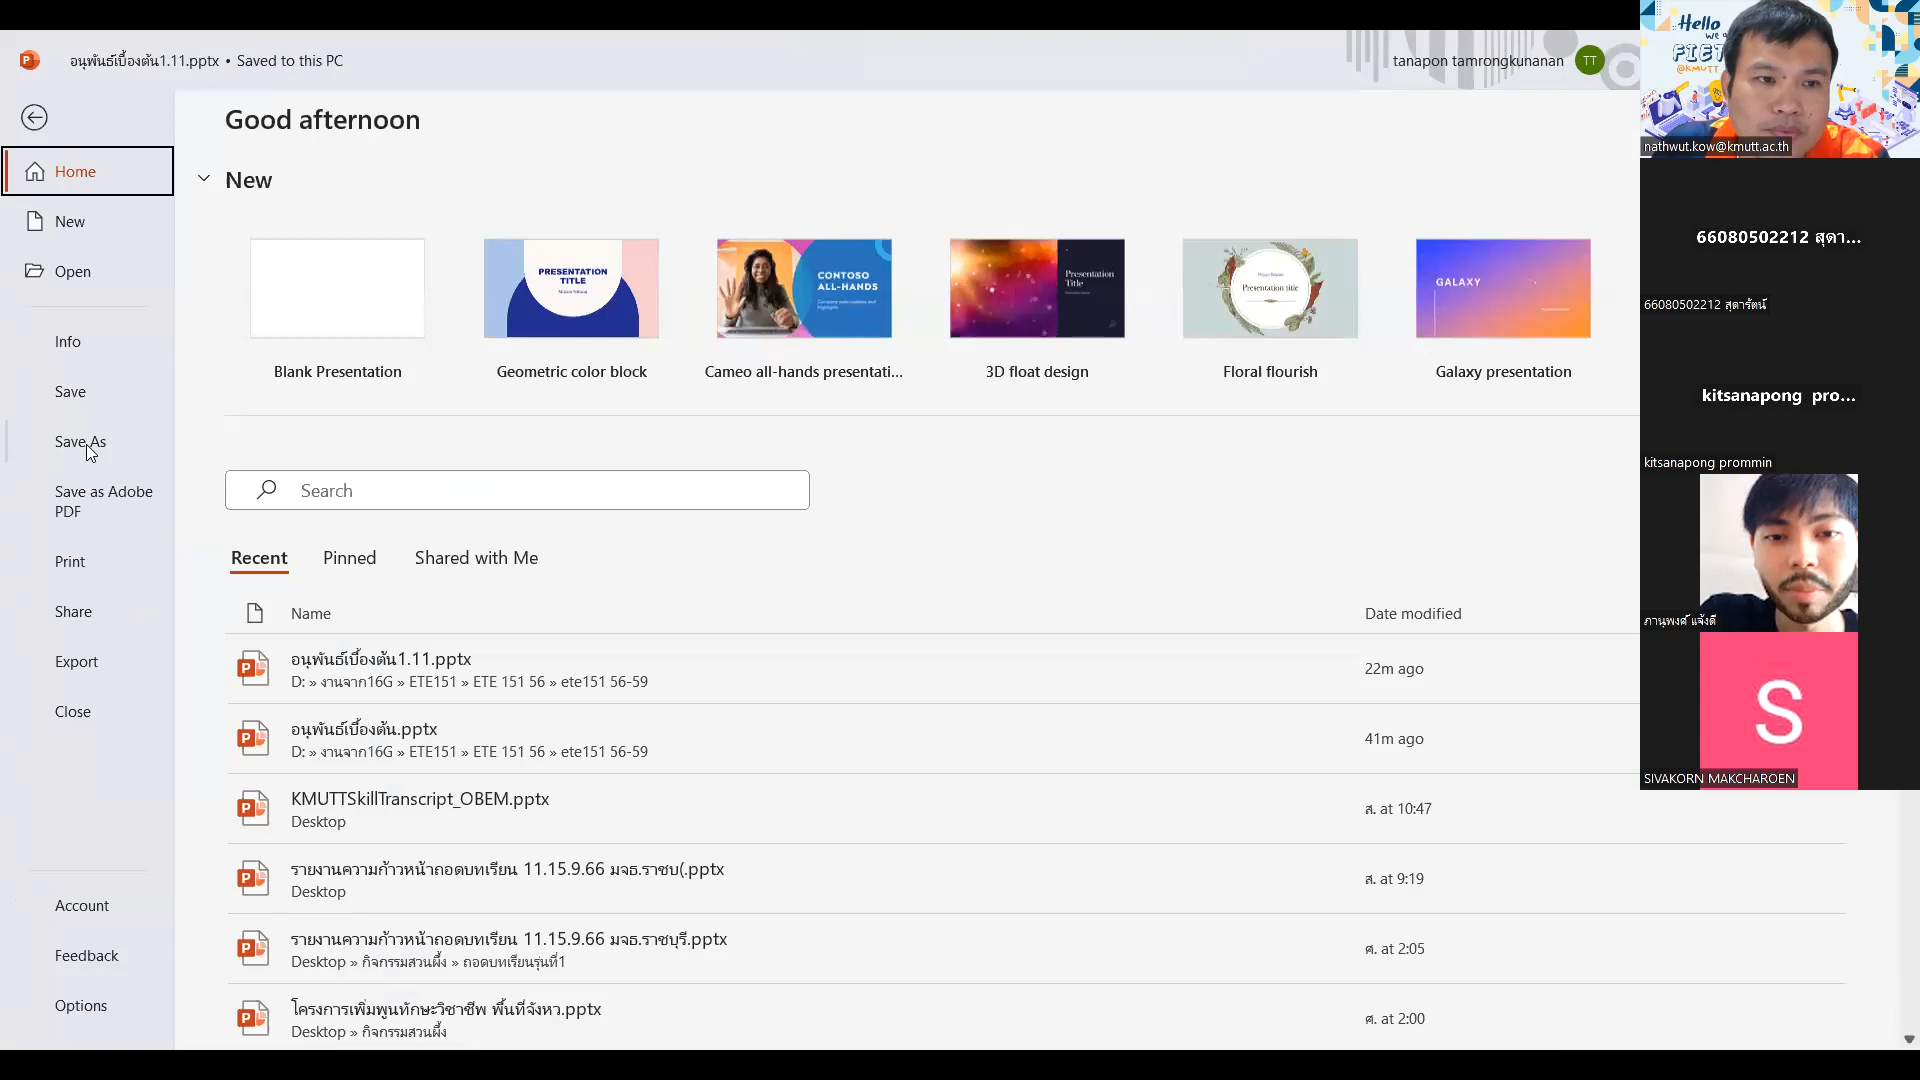 อนุพันธ์เบื้องต้น1.11.pptx • Saved to this PC
tanapon tamrongkunanan
TT
Good afternoon
Home
New
New
Open
PRESENTATION
TITLE
CONTOSO
ALL-HANDS
Presentation
Title
Presentation title
GALAXY
Blank Presentation
Geometric color block
Cameo all-hands presentati...
3D float design
Floral flourish
Galaxy presentation
Info
Save
Save As
Save as Adobe
PDF
Print
Share
Export
Close
Account
Feedback
Options
Search
Recent
Pinned
Shared with Me
Name
Date modified
อนุพันธ์เบื้องต้น1.11.pptx
D: » งานจาก16G » ETE151 » ETE 151 56 » ete151 56-59
22m ago
อนุพันธ์เบื้องต้น.pptx
D: » งานจาก16G » ETE151 » ETE 151 56 » ete151 56-59
41m ago
KMUTTSkillTranscript_OBEM.pptx
Desktop
ส. at 10:47
รายงานความก้าวหน้าถอดบทเรียน 11.15.9.66 มจธ.ราชบ(.pptx
Desktop
ส. at 9:19
รายงานความก้าวหน้าถอดบทเรียน 11.15.9.66 มจธ.ราชบุรี.pptx
Desktop » กิจกรรมสวนผึ้ง » ถอดบทเรียนรุ่นที่1
ศ. at 2:05
โครงการเพิ่มพูนทักษะวิชาชีพ พื้นที่จังหว.pptx
Desktop » กิจกรรมสวนผึ้ง
ศ. at 2:00
Hello
we a
FIET
@KMUTT
nathwut.kow@kmutt.ac.th
66080502212 สุดา...
66080502212 สุดารัตน์
kitsanapong pro...
kitsanapong prommin
ภานุพงศ์ แจ้งดี
S
SIVAKORN MAKCHAROEN